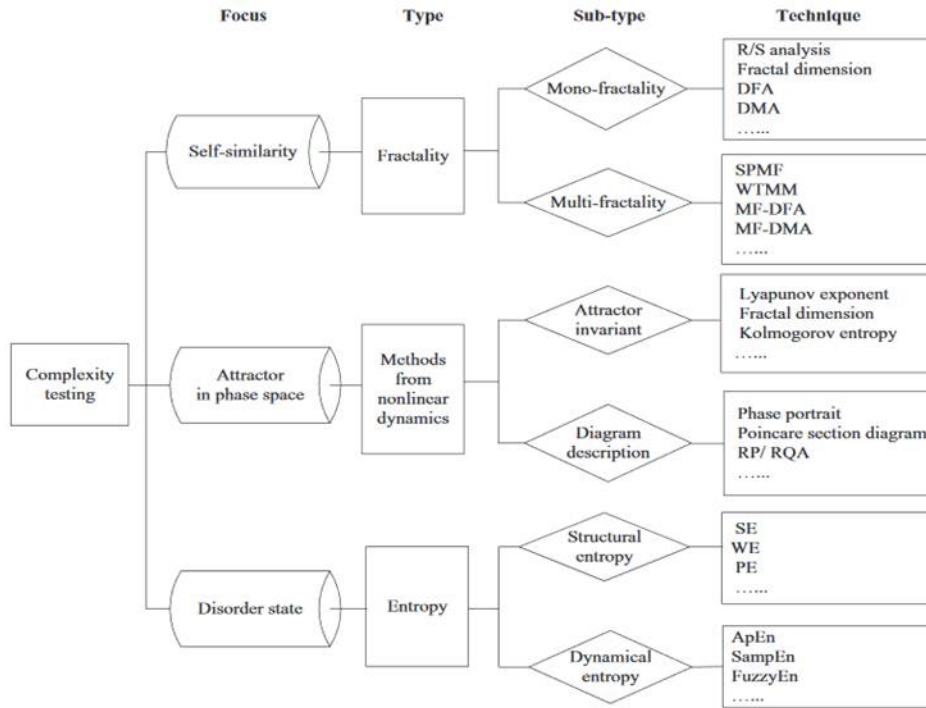 Focus Type Sub-type Technique
R/S analysis
Fractal dimension
DFA
DMA
…...
Mono-fractality
Self-similarity
Fractality
Multi-fractality
SPMF
WTMM
MF-DFA
MF-DMA
…...
Complexity
testing
Attractor
in phase space
Methods
from
nonlinear
dynamics
Attractor
invariant
Lyapunov exponent
Fractal dimension
Kolmogorov entropy
…...
Diagram
description
Phase portrait
Poincare section diagram
RP/ RQA
…...
Disorder state
Entropy
Structural
entropy
SE
WE
PE
…...
Dynamical
entropy
ApEn
SampEn
FuzzyEn
…...